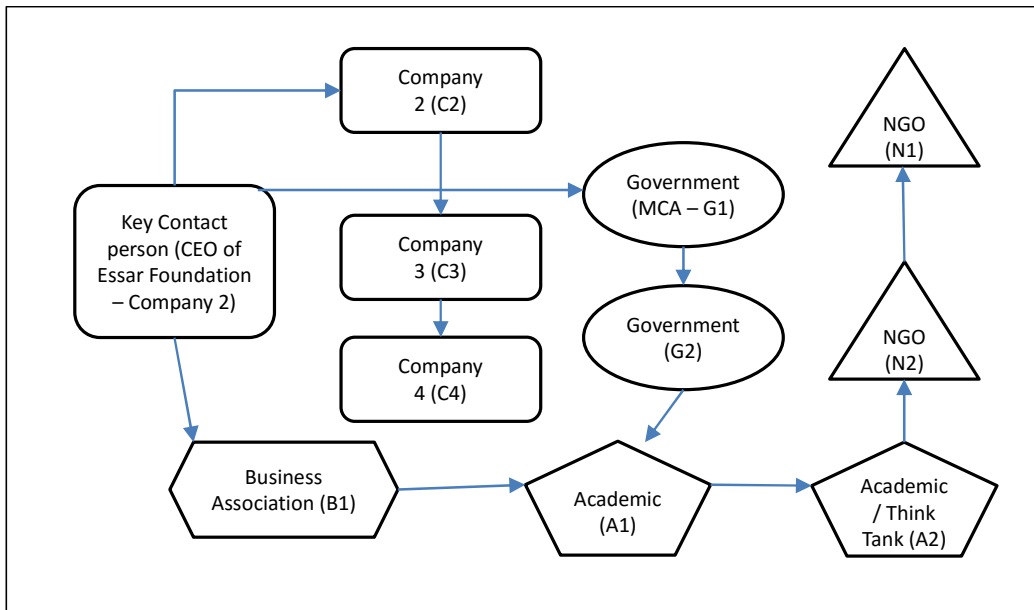 Company
2 (C2)
NGO
(N1)
Government
(MCA – G1)
Key Contact
person (CEO of
Essar Foundation
– Company 2)
Company
3 (C3)
Government
(G2)
NGO
(N2)
Company
4 (C4)
Business
Association (B1)
Academic
(A1)
Academic
/ Think
Tank (A2)